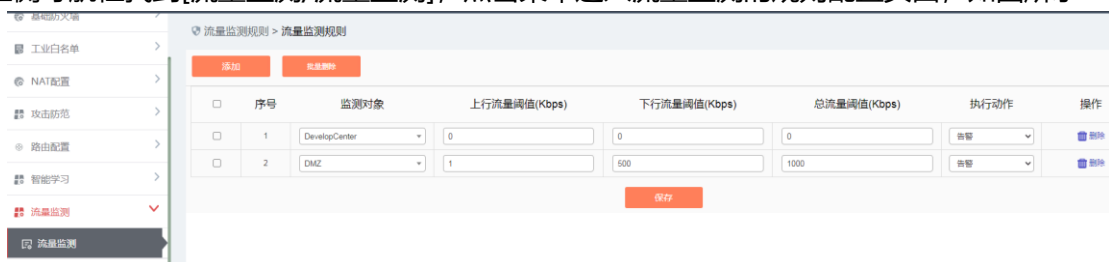 基础防火墙
流量监测规则 > 流量监测规则
工业白名单
添加 批量删除
NAT配置
序号 监测对象 上行流量阈值(Kbps) 下行流量阈值(Kbps) 总流量阈值(Kbps) 执行动作 操作
攻击防范
1 DevelopCenter 0 0 0 告警 删除
路由配置
2 DMZ 1 500 1000 告警 删除
智能学习
保存
流量监测
流量监测